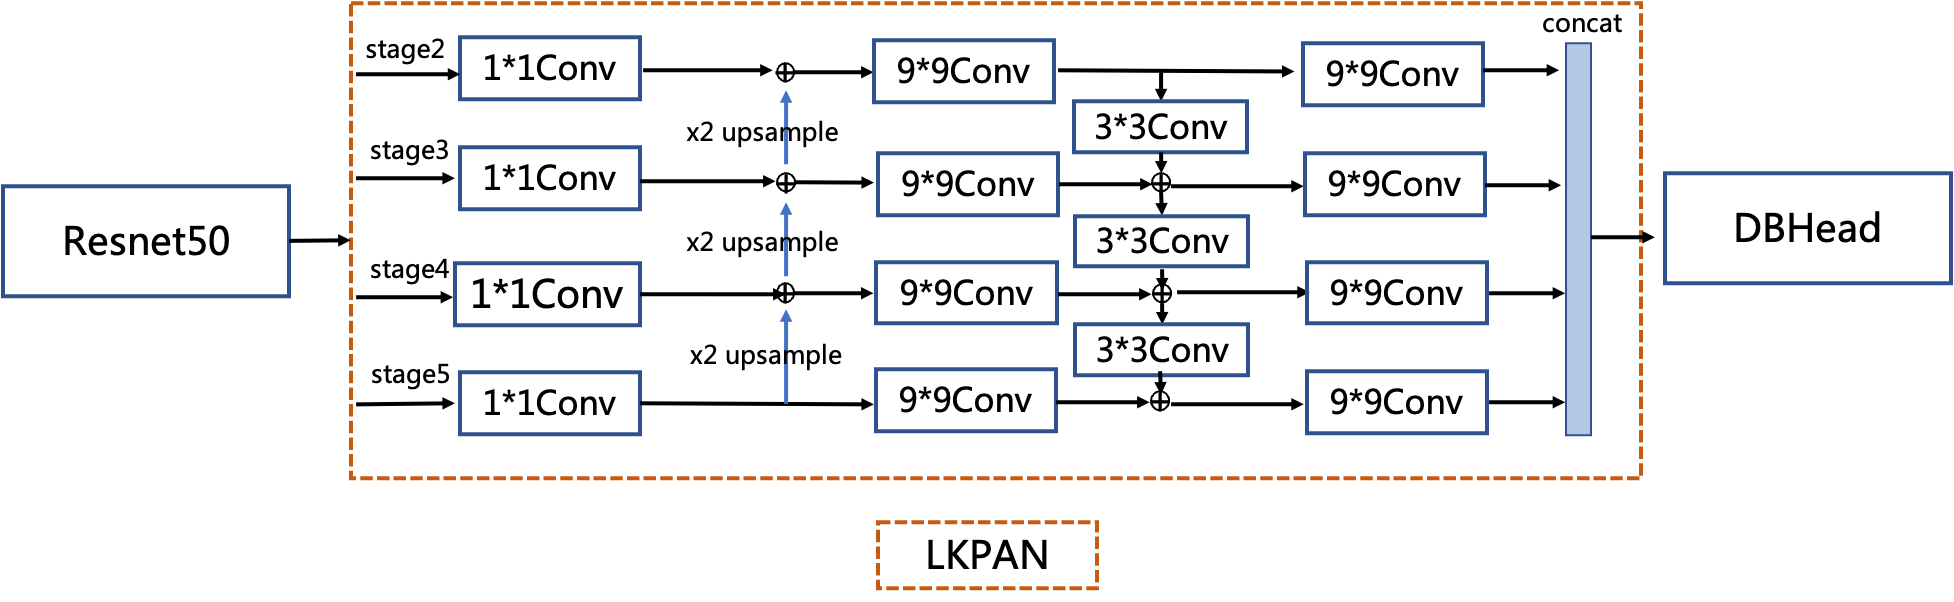 concat
stage2
1*1Conv
9*9Conv
9*9Conv
3*3Conv
x2 upsample
stage3
1*1Conv
9*9Conv
9*9Conv
Resnet50
DBHead
x2 upsample
3*3Conv
stage4
1*1Conv
9*9Conv
9*9Conv
x2 upsample
3*3Conv
stage5
1*1Conv
9*9Conv
9*9Conv
LKPAN